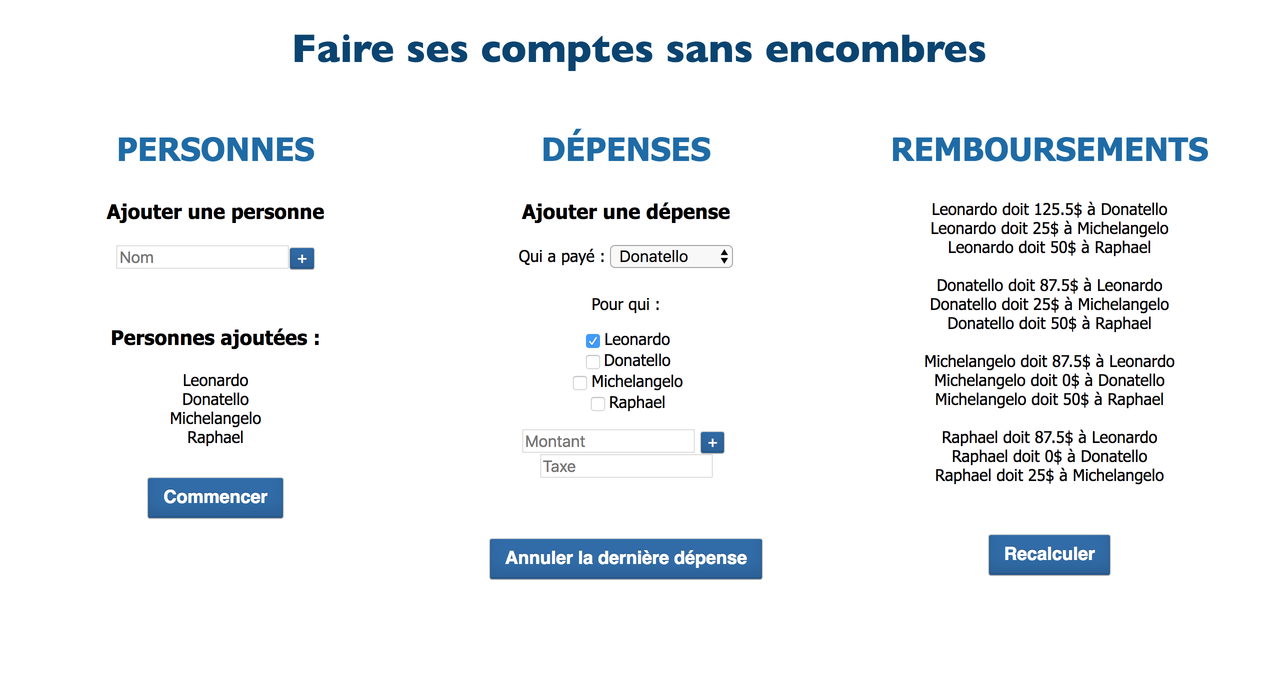 Faire ses comptes sans encombres
PERSONNES
Ajouter une personne
Nom +
Personnes ajoutées :
Leonardo
Donatello
Michelangelo
Raphael
Commencer
DÉPENSES
Ajouter une dépense
Qui a payé : Donatello
Pour qui :
Leonardo
Donatello
Michelangelo
Raphael
Montant +
Taxe
Annuler la dernière dépense
REMBOURSEMENTS
Leonardo doit 125.5$ à Donatello
Leonardo doit 25$ à Michelangelo
Leonardo doit 50$ à Raphael
Donatello doit 87.5$ à Leonardo
Donatello doit 25$ à Michelangelo
Donatello doit 50$ à Raphael
Michelangelo doit 87.5$ à Leonardo
Michelangelo doit 0$ à Donatello
Michelangelo doit 50$ à Raphael
Raphael doit 87.5$ à Leonardo
Raphael doit 0$ à Donatello
Raphael doit 25$ à Michelangelo
Recalculer